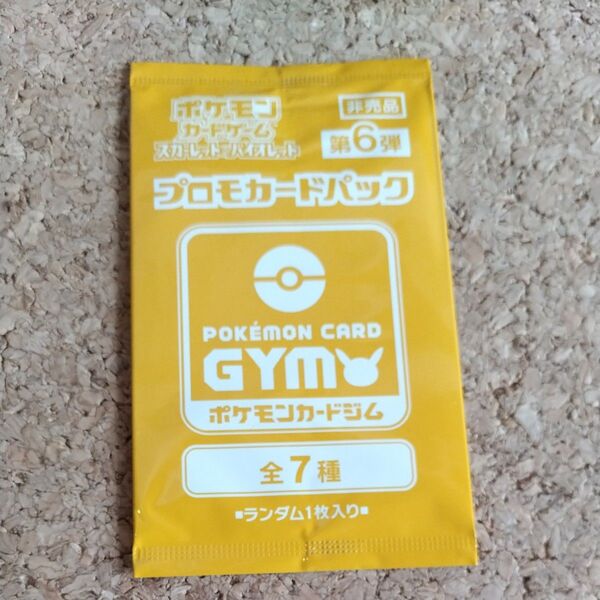 ポケモン
カードゲーム
スカーレット バイオレット
非売品
第6弾
プロモカードパック
POKÉMON CARD
GYM
ポケモンカードジム
全7種
■ランダム1枚入り■